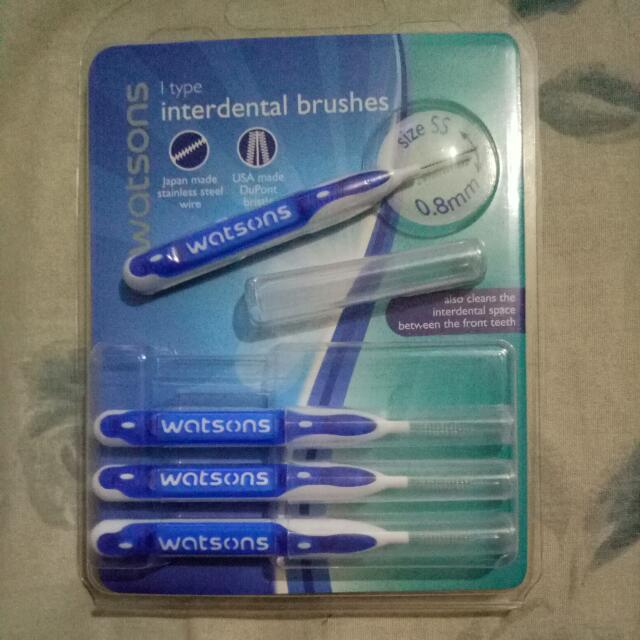 watsons
I type
interdental brushes
Japan made
stainless steel
wire
USA made
DuPont
bristle
size SS
0.8mm
watsons
also cleans the
interdental space
between the front teeth
watsons
watsons
watsons